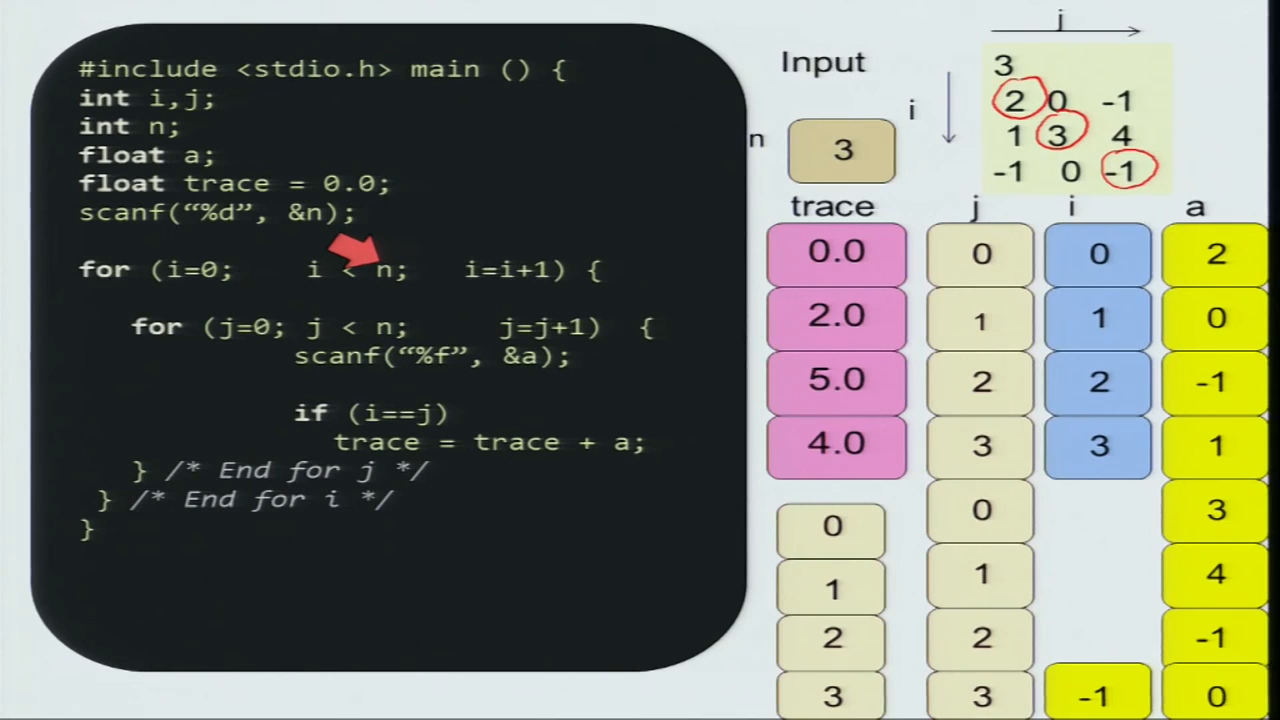 #include <stdio.h> main () {
int i,j;
int n;
float a;
float trace = 0.0;
scanf(“%d”, &n);
for (i=0; i < n; i=i+1) {
for (j=0; j < n; j=j+1) {
scanf(“%f”, &a);
if (i==j)
trace = trace + a;
} /* End for j */
} /* End for i */
}
Input
j
i
3
2 0 -1
1 3 4
-1 0 -1
n
3
trace j i a
0.0 0 0 2
2.0 1 1 0
5.0 2 2 -1
4.0 3 3 1
0 0 3
1 1 4
2 2 -1
3 3 -1 0